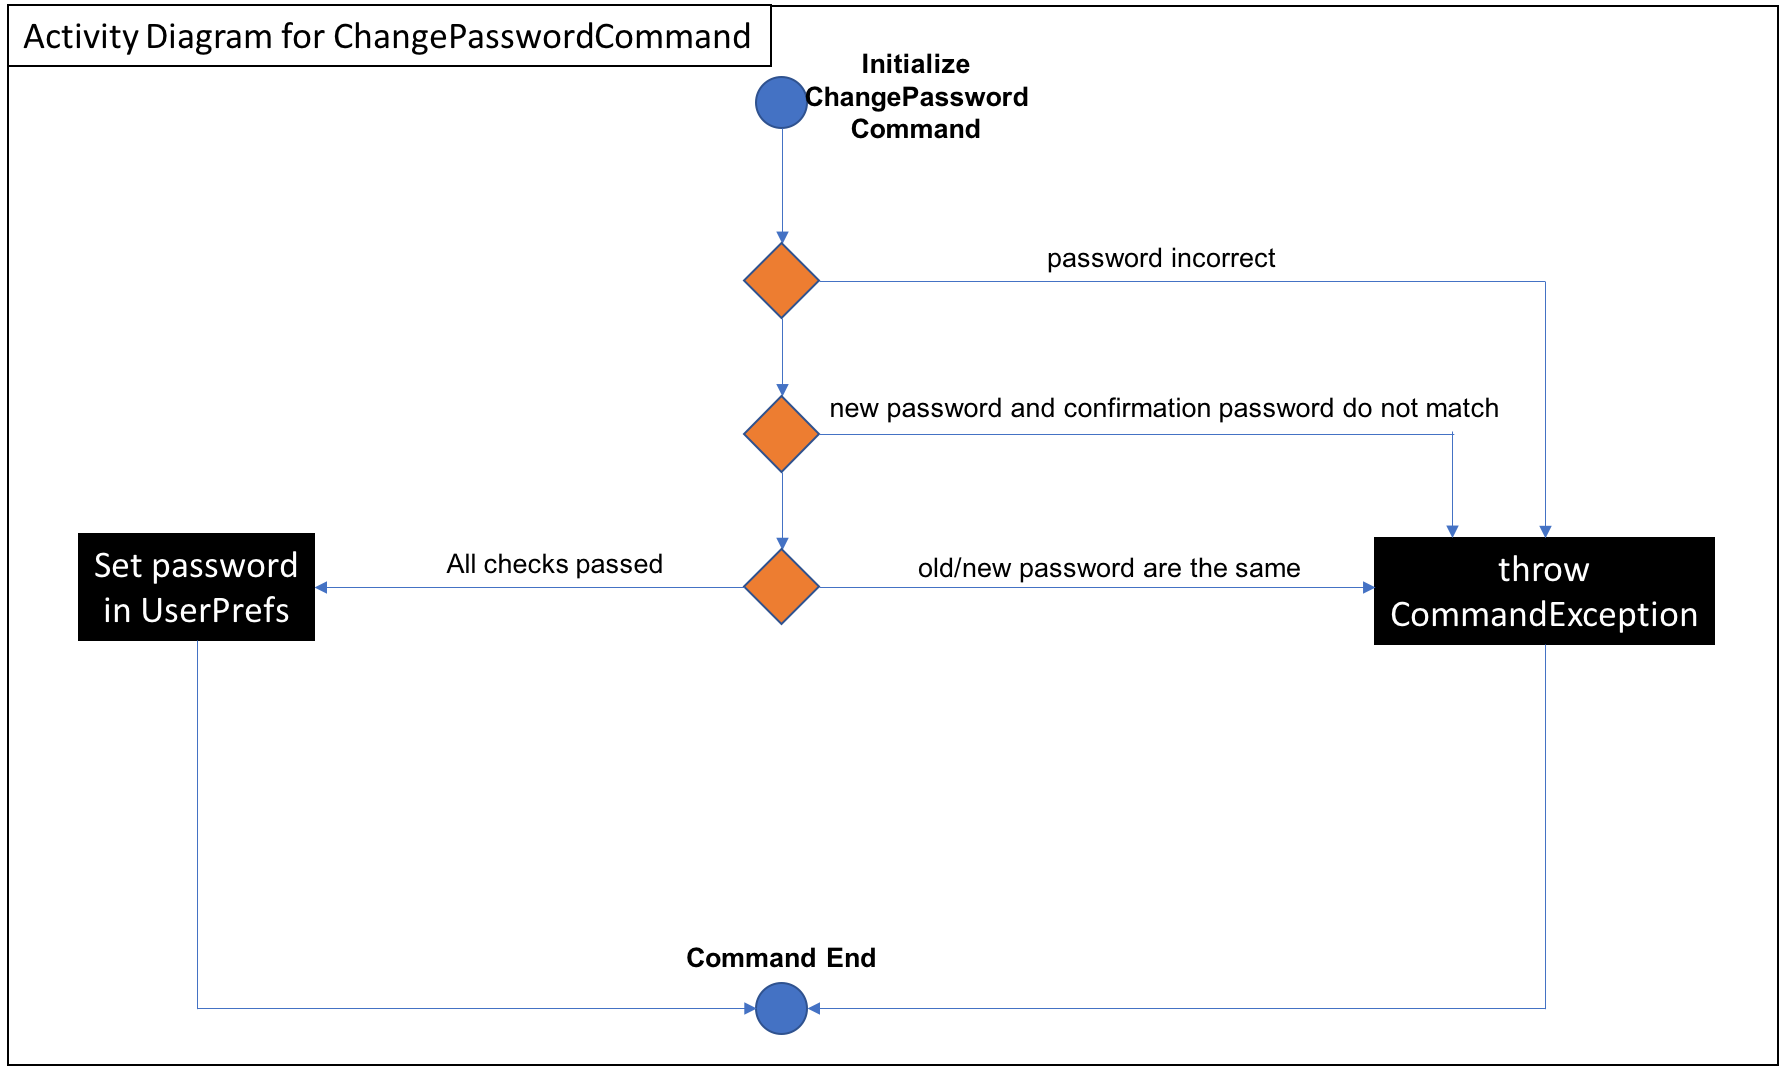 Activity Diagram for ChangePasswordCommand
Initialize
ChangePassword
Command
password incorrect
new password and confirmation password do not match
Set password
in UserPrefs
All checks passed
old/new password are the same
throw
CommandException
Command End